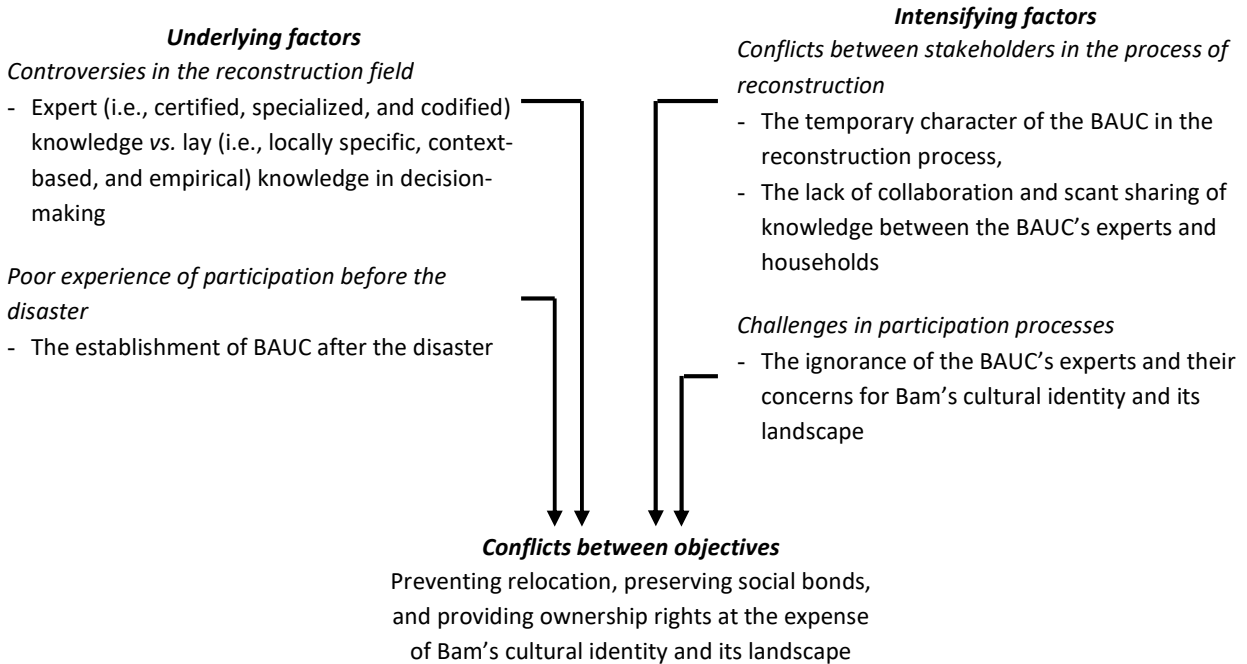 Underlying factors
Controversies in the reconstruction field
- Expert (i.e., certified, specialized, and codified)
knowledge vs. lay (i.e., locally specific, context-
based, and empirical) knowledge in decision-
making
Poor experience of participation before the
disaster
- The establishment of BAUC after the disaster
Intensifying factors
Conflicts between stakeholders in the process of
reconstruction
- The temporary character of the BAUC in the
reconstruction process,
- The lack of collaboration and scant sharing of
knowledge between the BAUC’s experts and
households
Challenges in participation processes
- The ignorance of the BAUC’s experts and their
concerns for Bam’s cultural identity and its
landscape
Conflicts between objectives
Preventing relocation, preserving social bonds,
and providing ownership rights at the expense
of Bam’s cultural identity and its landscape